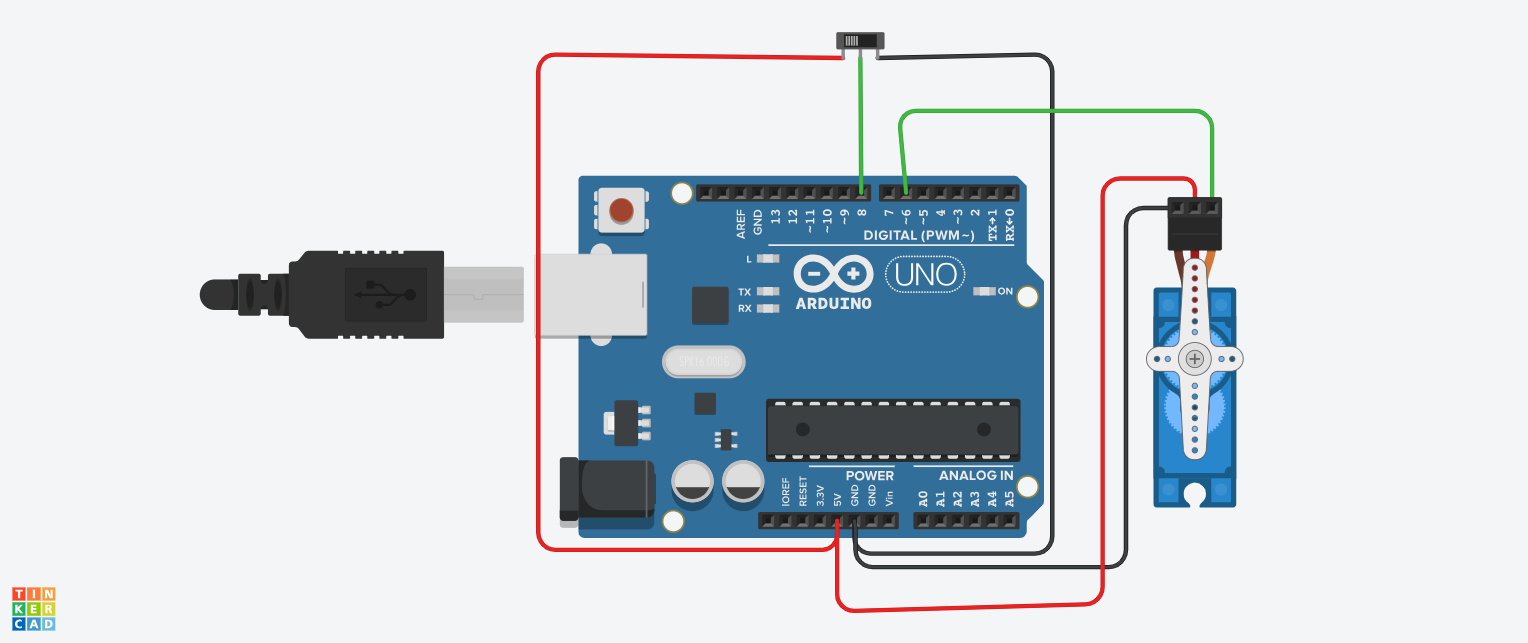 AREF
GND
13
12
~11
~10
~9
8
7
~6
~5
4
~3
2
TX→1
RX←0
DIGITAL (PWM~)
L
TX
RX
ARDUINO
UNO
ON
SPK16.000G
POWER
ANALOG IN
IOREF
RESET
3.3V
5V
GND
GND
Vin
A0
A1
A2
A3
A4
A5
TIN
KER
CAD